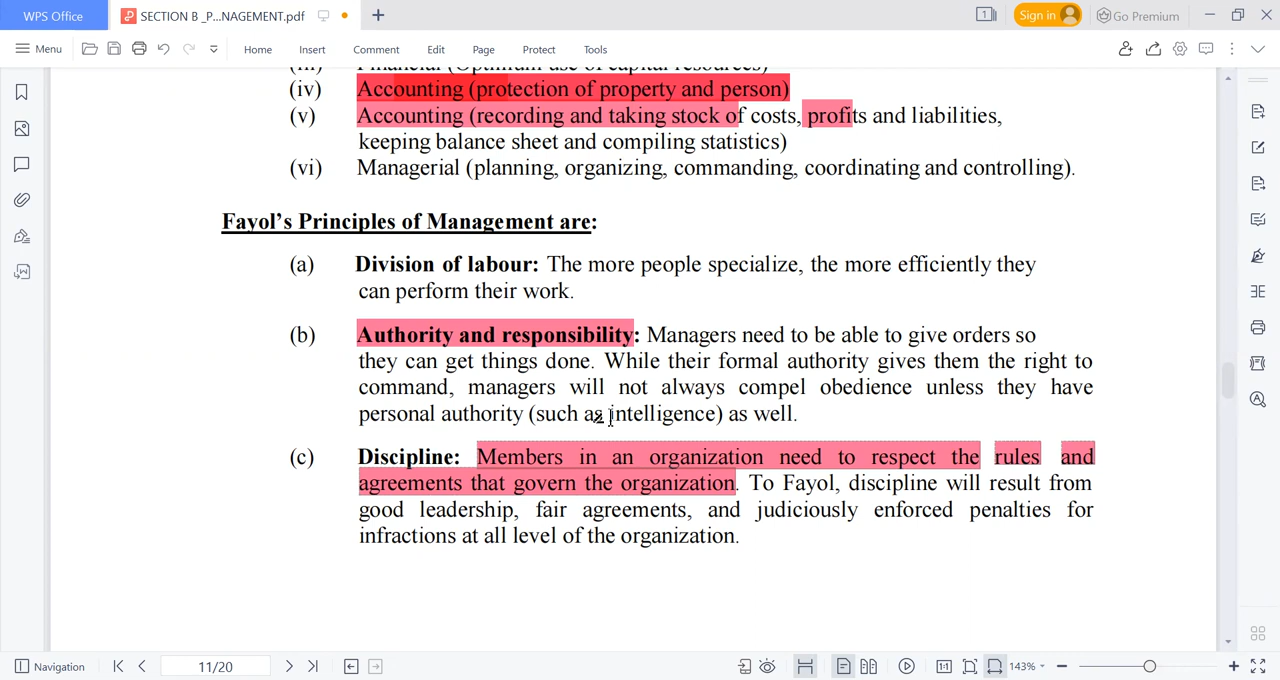 WPS Office
SECTION B _P...NAGEMENT.pdf
Sign in
Go Premium
Menu
Home
Insert
Comment
Edit
Page
Protect
Tools
(iii) Financial (Optimum use of capital resources)
(iv) Accounting (protection of property and person)
(v) Accounting (recording and taking stock of costs, profits and liabilities,
keeping balance sheet and compiling statistics)
(vi) Managerial (planning, organizing, commanding, coordinating and controlling).
Fayol’s Principles of Management are:
(a) Division of labour: The more people specialize, the more efficiently they
can perform their work.
(b) Authority and responsibility: Managers need to be able to give orders so
they can get things done. While their formal authority gives them the right to
command, managers will not always compel obedience unless they have
personal authority (such as intelligence) as well.
(c) Discipline: Members in an organization need to respect the rules and
agreements that govern the organization. To Fayol, discipline will result from
good leadership, fair agreements, and judiciously enforced penalties for
infractions at all level of the organization.
Navigation
11/20
143%